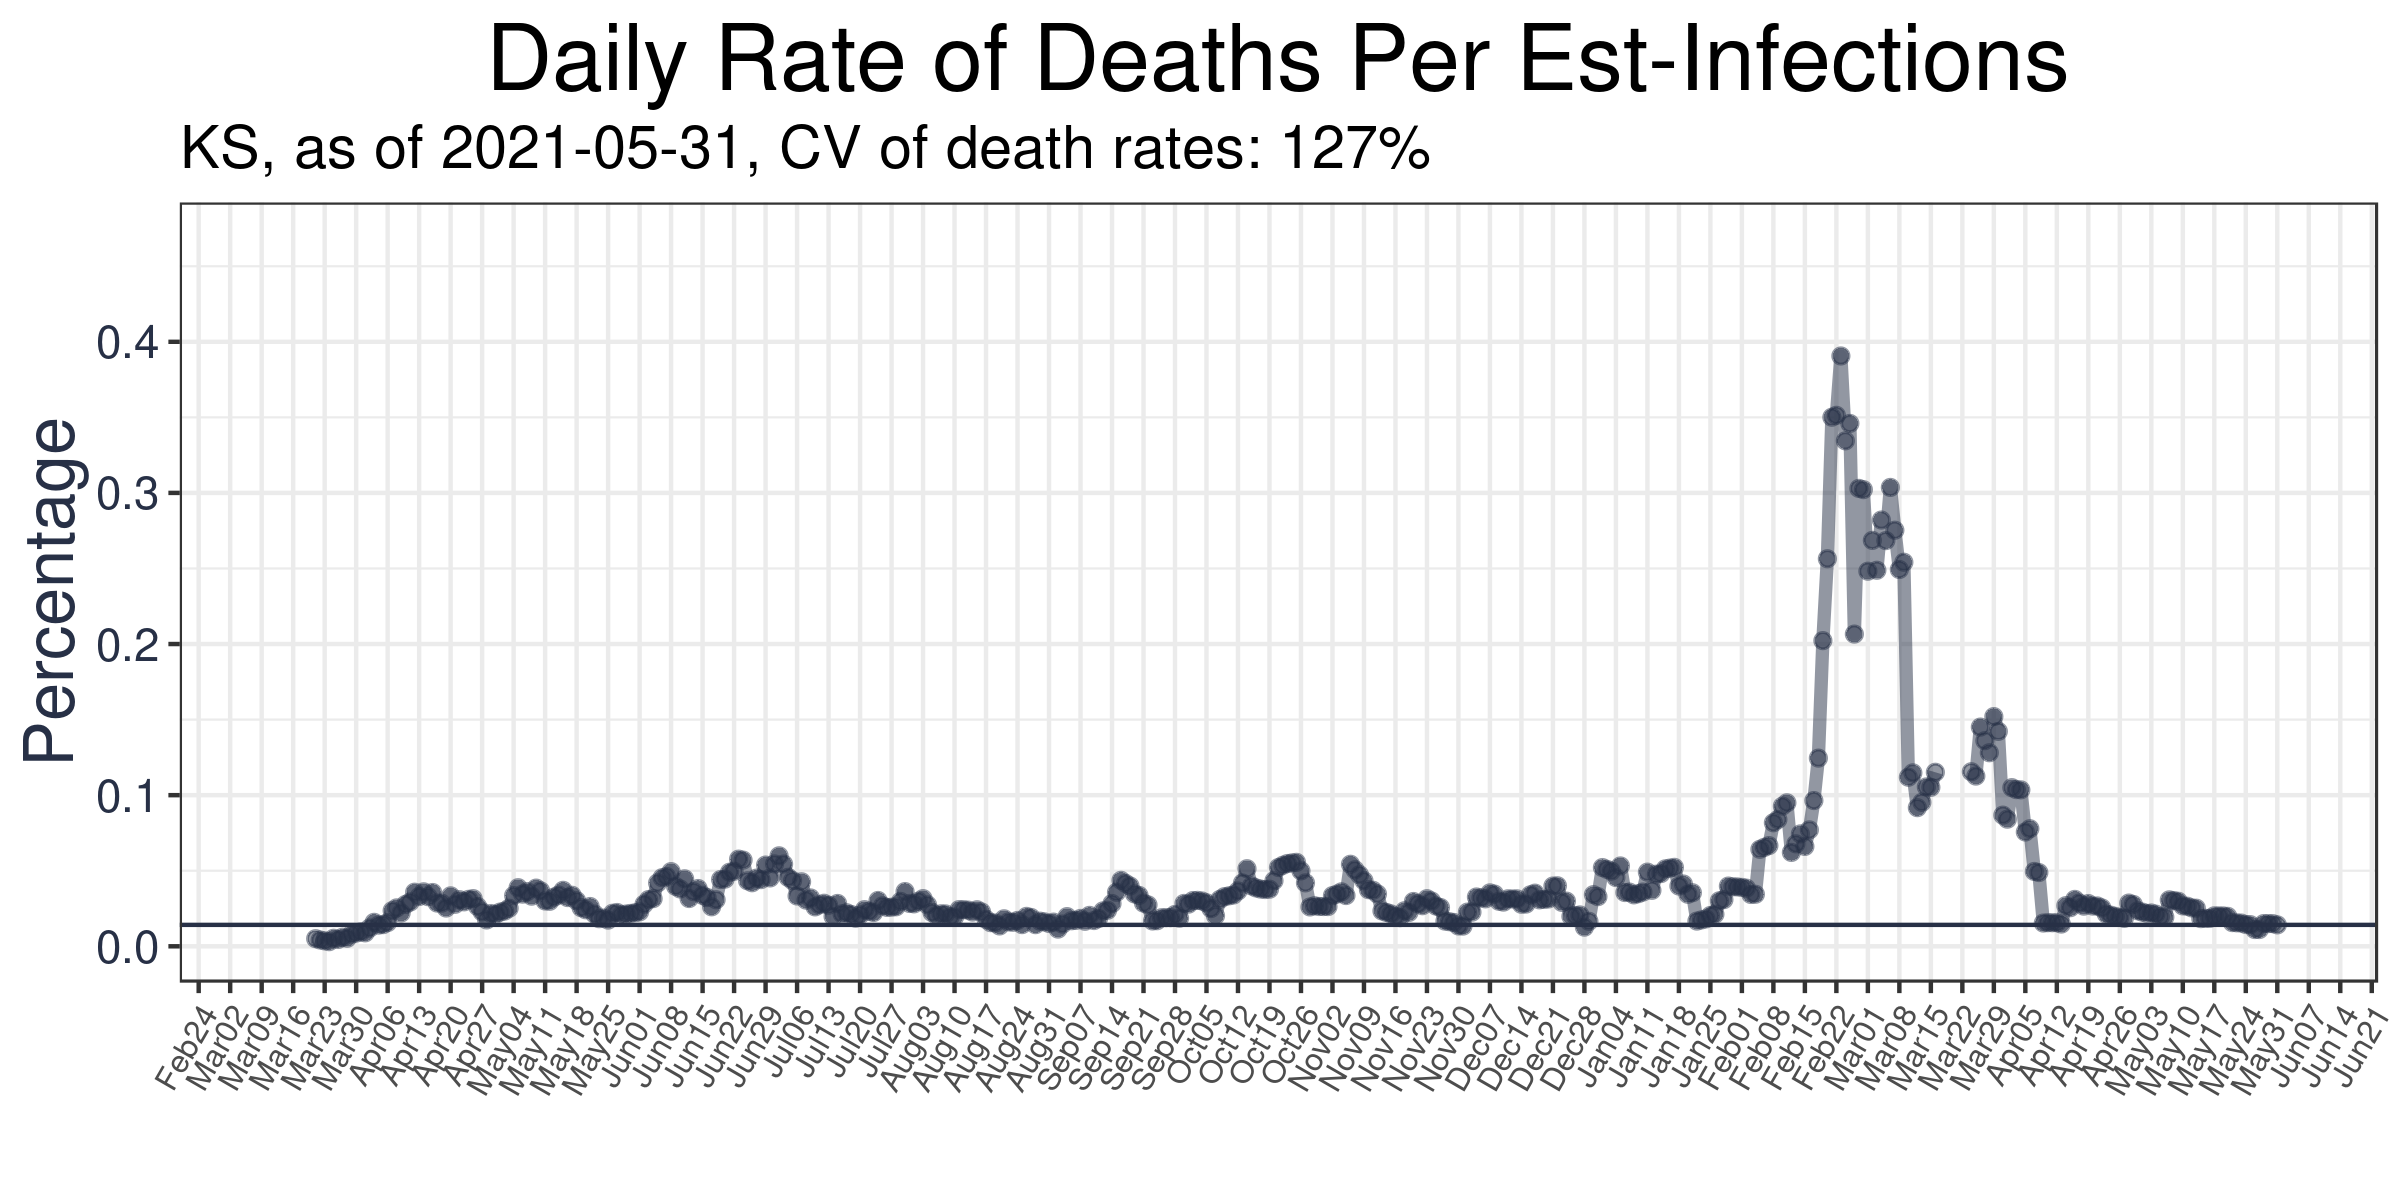 Daily Rate of Deaths Per Est-Infections
KS, as of 2021-05-31, CV of death rates: 127%
Percentage
0.4
0.3
0.2
0.1
0.0
Feb24
Mar02
Mar09
Mar16
Mar23
Mar30
Apr06
Apr13
Apr20
Apr27
May04
May11
May18
May25
Jun01
Jun08
Jun15
Jun22
Jun29
Jul06
Jul13
Jul20
Jul27
Aug03
Aug10
Aug17
Aug24
Aug31
Sep07
Sep14
Sep21
Sep28
Oct05
Oct12
Oct19
Oct26
Nov02
Nov09
Nov16
Nov23
Nov30
Dec07
Dec14
Dec21
Dec28
Jan04
Jan11
Jan18
Jan25
Feb01
Feb08
Feb15
Feb22
Mar01
Mar08
Mar15
Mar22
Mar29
Apr05
Apr12
Apr19
Apr26
May03
May10
May17
May24
May31
Jun07
Jun14
Jun21